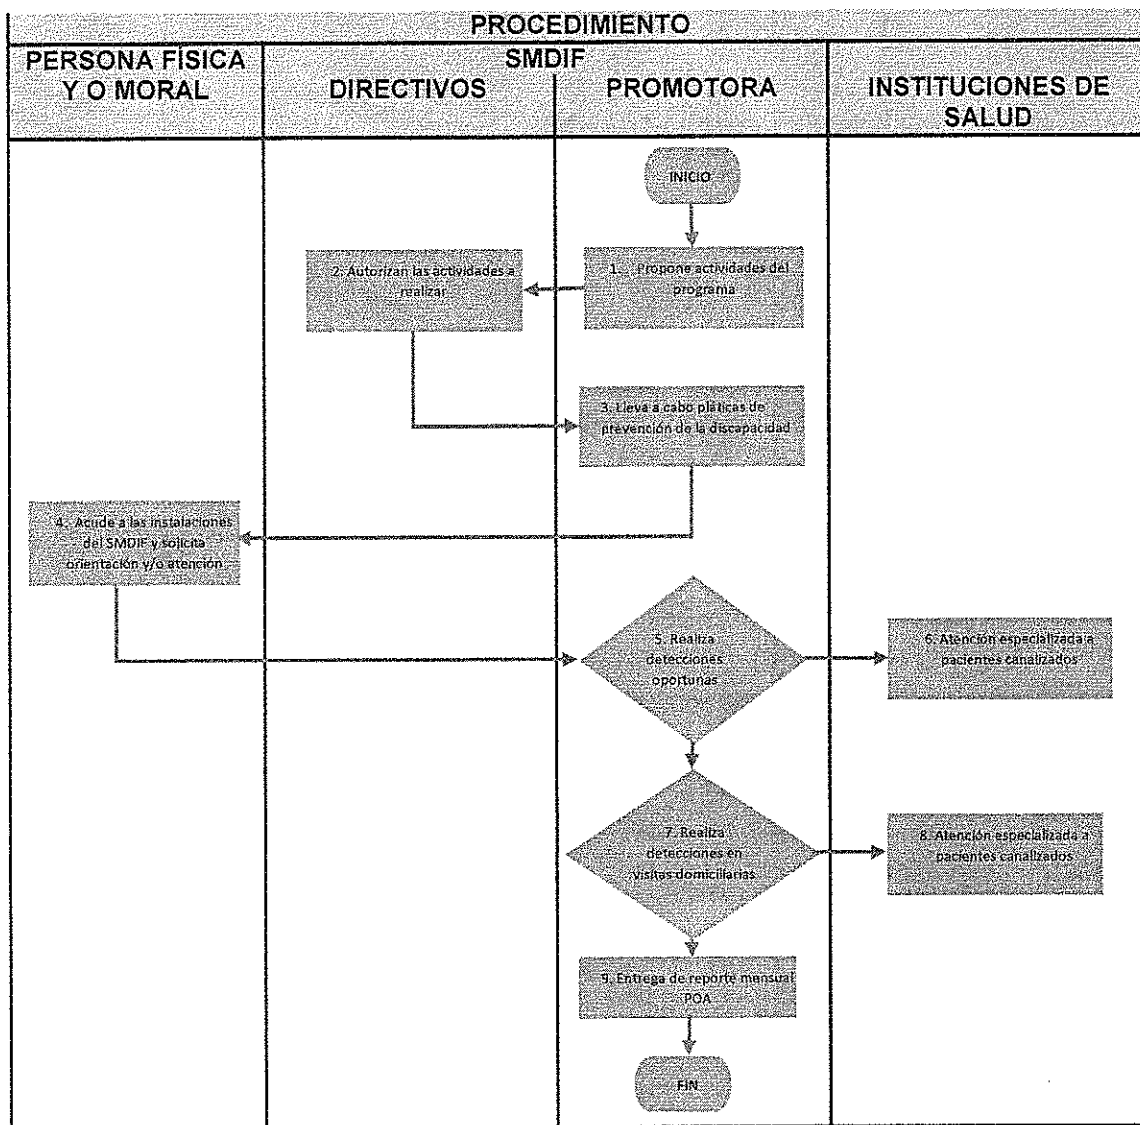 PROCEDIMIENTO
PERSONA FÍSICA
Y O MORAL
SMDIF
DIRECTIVOS
PROMOTORA
INSTITUCIONES DE
SALUD
INICIO
1. Propone actividades del
programa
2. Autorizan las actividades a
realizar
3. Lleva a cabo pláticas de
prevención de la discapacidad
4. Acude a las instalaciones
del SMDIF y solicita
orientación y/o atención
5. Realiza
detecciones
oportunas
6. Atención especializada a
pacientes canalizados
7. Realiza
detecciones en
visitas domiciliarias
8. Atención especializada a
pacientes canalizados
9. Entrega de reporte mensual
POA
FIN